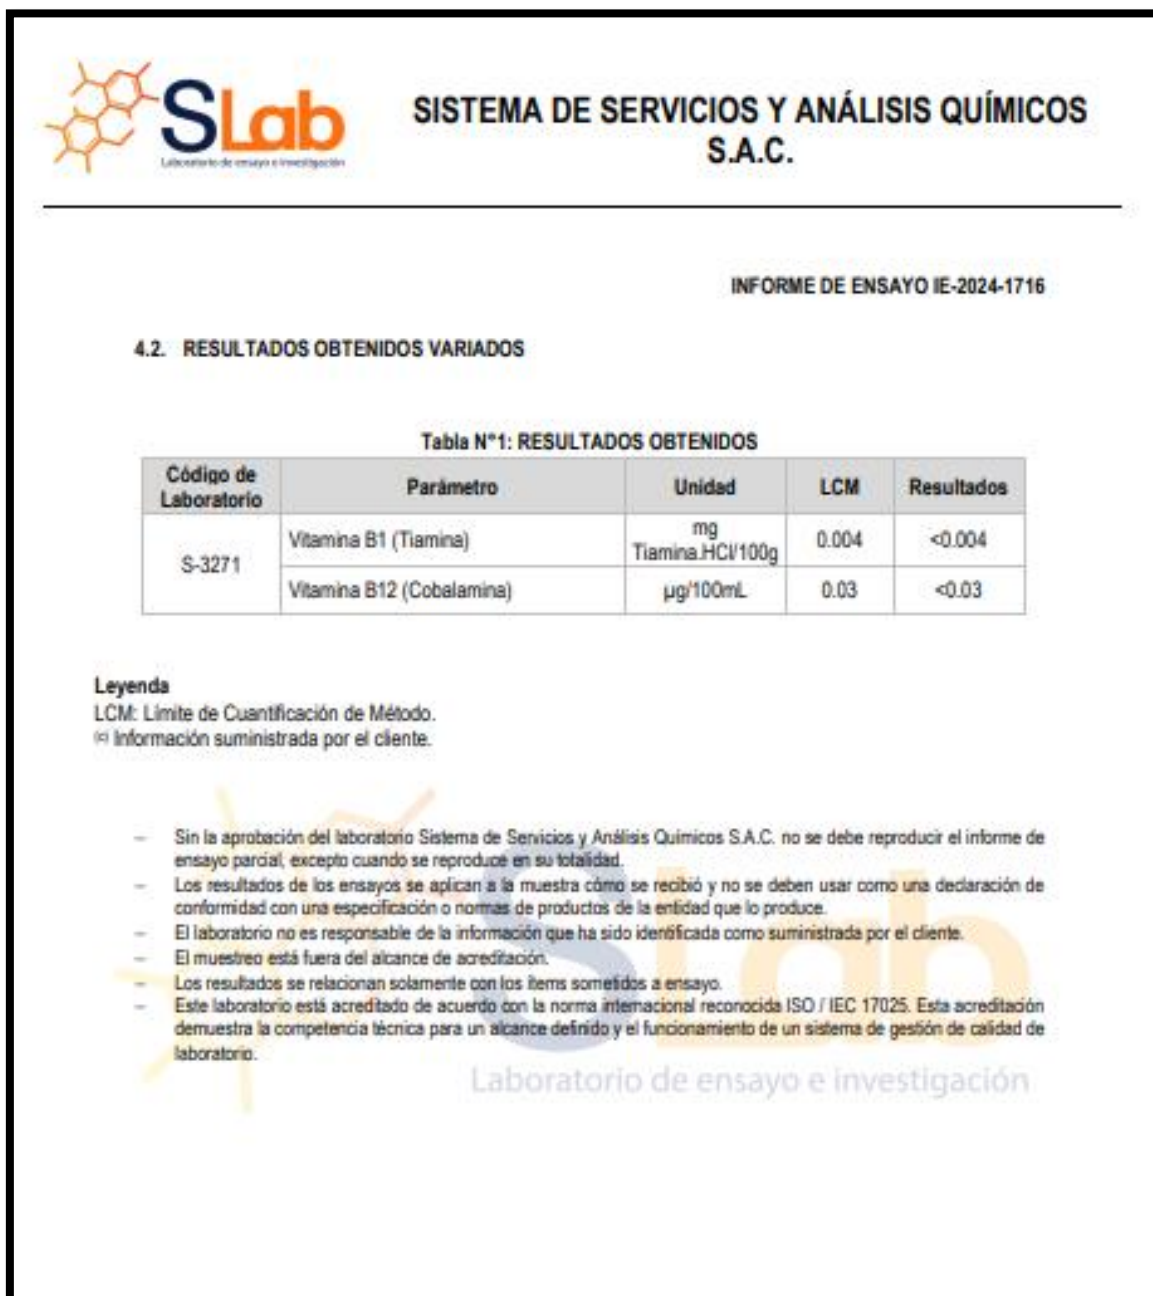 SLab
Laboratorio de ensayo e investigación
SISTEMA DE SERVICIOS Y ANÁLISIS QUÍMICOS
S.A.C.
INFORME DE ENSAYO IE-2024-1716
4.2. RESULTADOS OBTENIDOS VARIADOS
Tabla N°1: RESULTADOS OBTENIDOS
Código de Laboratorio Parámetro Unidad LCM Resultados
S-3271 Vitamina B1 (Tiamina) mg Tiamina.HCl/100g 0.004 <0.004
Vitamina B12 (Cobalamina) µg/100mL 0.03 <0.03
Leyenda
LCM: Límite de Cuantificación de Método.
(c) Información suministrada por el cliente.
– Sin la aprobación del laboratorio Sistema de Servicios y Análisis Químicos S.A.C. no se debe reproducir el informe de
ensayo parcial, excepto cuando se reproduce en su totalidad.
– Los resultados de los ensayos se aplican a la muestra cómo se recibió y no se deben usar como una declaración de
conformidad con una especificación o normas de productos de la entidad que lo produce.
– El laboratorio no es responsable de la información que ha sido identificada como suministrada por el cliente.
– El muestreo está fuera del alcance de acreditación.
– Los resultados se relacionan solamente con los ítems sometidos a ensayo.
– Este laboratorio está acreditado de acuerdo con la norma internacional reconocida ISO / IEC 17025. Esta acreditación
demuestra la competencia técnica para un alcance definido y el funcionamiento de un sistema de gestión de calidad de
laboratorio.
SLab
Laboratorio de ensayo e investigación